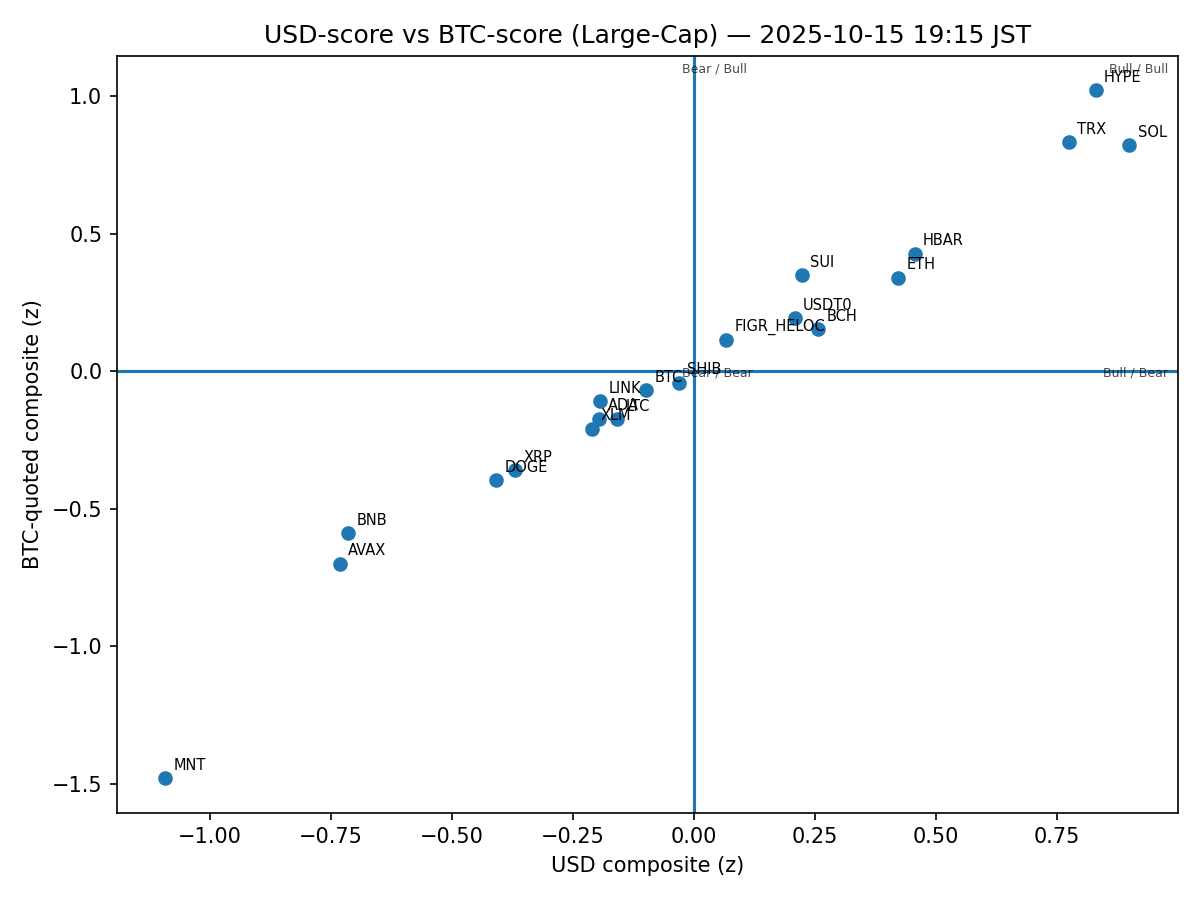 USD-score vs BTC-score (Large-Cap) — 2025-10-15 19:15 JST
Bear / Bull
Bull / Bull
HYPE
TRX
SOL
HBAR
ETH
SUI
USDT0
BCH
FIGR_HELOC
SHIB
BTC
Bear / Bear
Bull / Bear
LINK
ADA
LTC
XLM
XRP
DOGE
BNB
AVAX
MNT
1.0
0.5
0.0
−0.5
−1.0
−1.5
BTC-quoted composite (z)
−1.00
−0.75
−0.50
−0.25
0.00
0.25
0.50
0.75
USD composite (z)